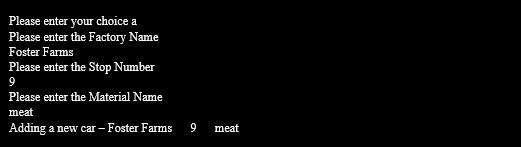 Please enter your choice a
Please enter the Factory Name
Foster Farms
Please enter the Stop Number
9
Please enter the Material Name
meat
Adding a new car – Foster Farms 9 meat